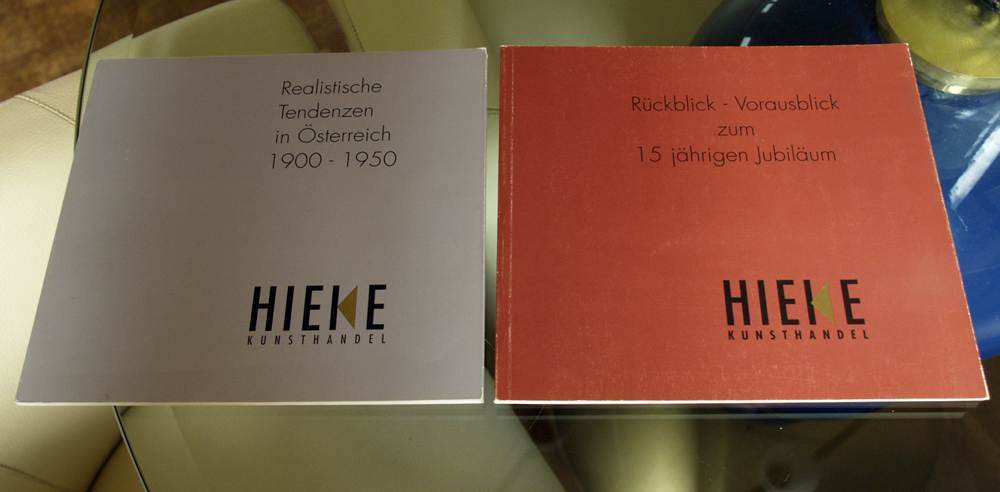 Realistische
Tendenzen
in Österreich
1900 - 1950
HIEKE
KUNSTHANDEL
Rückblick - Vorausblick
zum
15 jährigen Jubiläum
HIEKE
KUNSTHANDEL